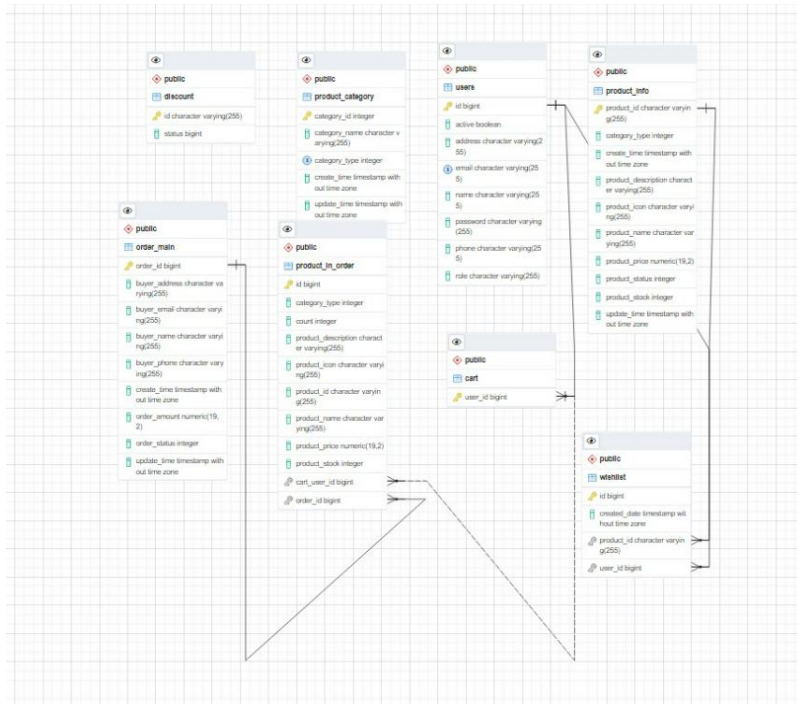 public
discount
id character varying(255)
status bigint
public
product_category
category_id integer
category_name character v
arying(255)
category_type integer
create_time timestamp with
out time zone
update_time timestamp with
out time zone
public
users
id bigint
active boolean
address character varying(2
55)
email character varying(25
5)
name character varying(25
5)
password character varying
(255)
phone character varying(25
5)
role character varying(255)
public
product_info
product_id character varyin
g(255)
category_type integer
create_time timestamp with
out time zone
product_description charact
er varying(255)
product_icon character varyi
ng(255)
product_name character var
ying(255)
product_price numeric(19,2)
product_status integer
product_stock integer
update_time timestamp with
out time zone
public
order_main
order_id bigint
buyer_address character va
rying(255)
buyer_email character varyi
ng(255)
buyer_name character varyi
ng(255)
buyer_phone character vary
ing(255)
create_time timestamp with
out time zone
order_amount numeric(19,
2)
order_status integer
update_time timestamp with
out time zone
public
product_in_order
id bigint
category_type integer
count integer
product_description charact
er varying(255)
product_icon character varyi
ng(255)
product_id character varyin
g(255)
product_name character var
ying(255)
product_price numeric(19,2)
product_stock integer
cart_user_id bigint
order_id bigint
public
cart
user_id bigint
public
wishlist
id bigint
created_date timestamp wit
hout time zone
product_id character varyin
g(255)
user_id bigint